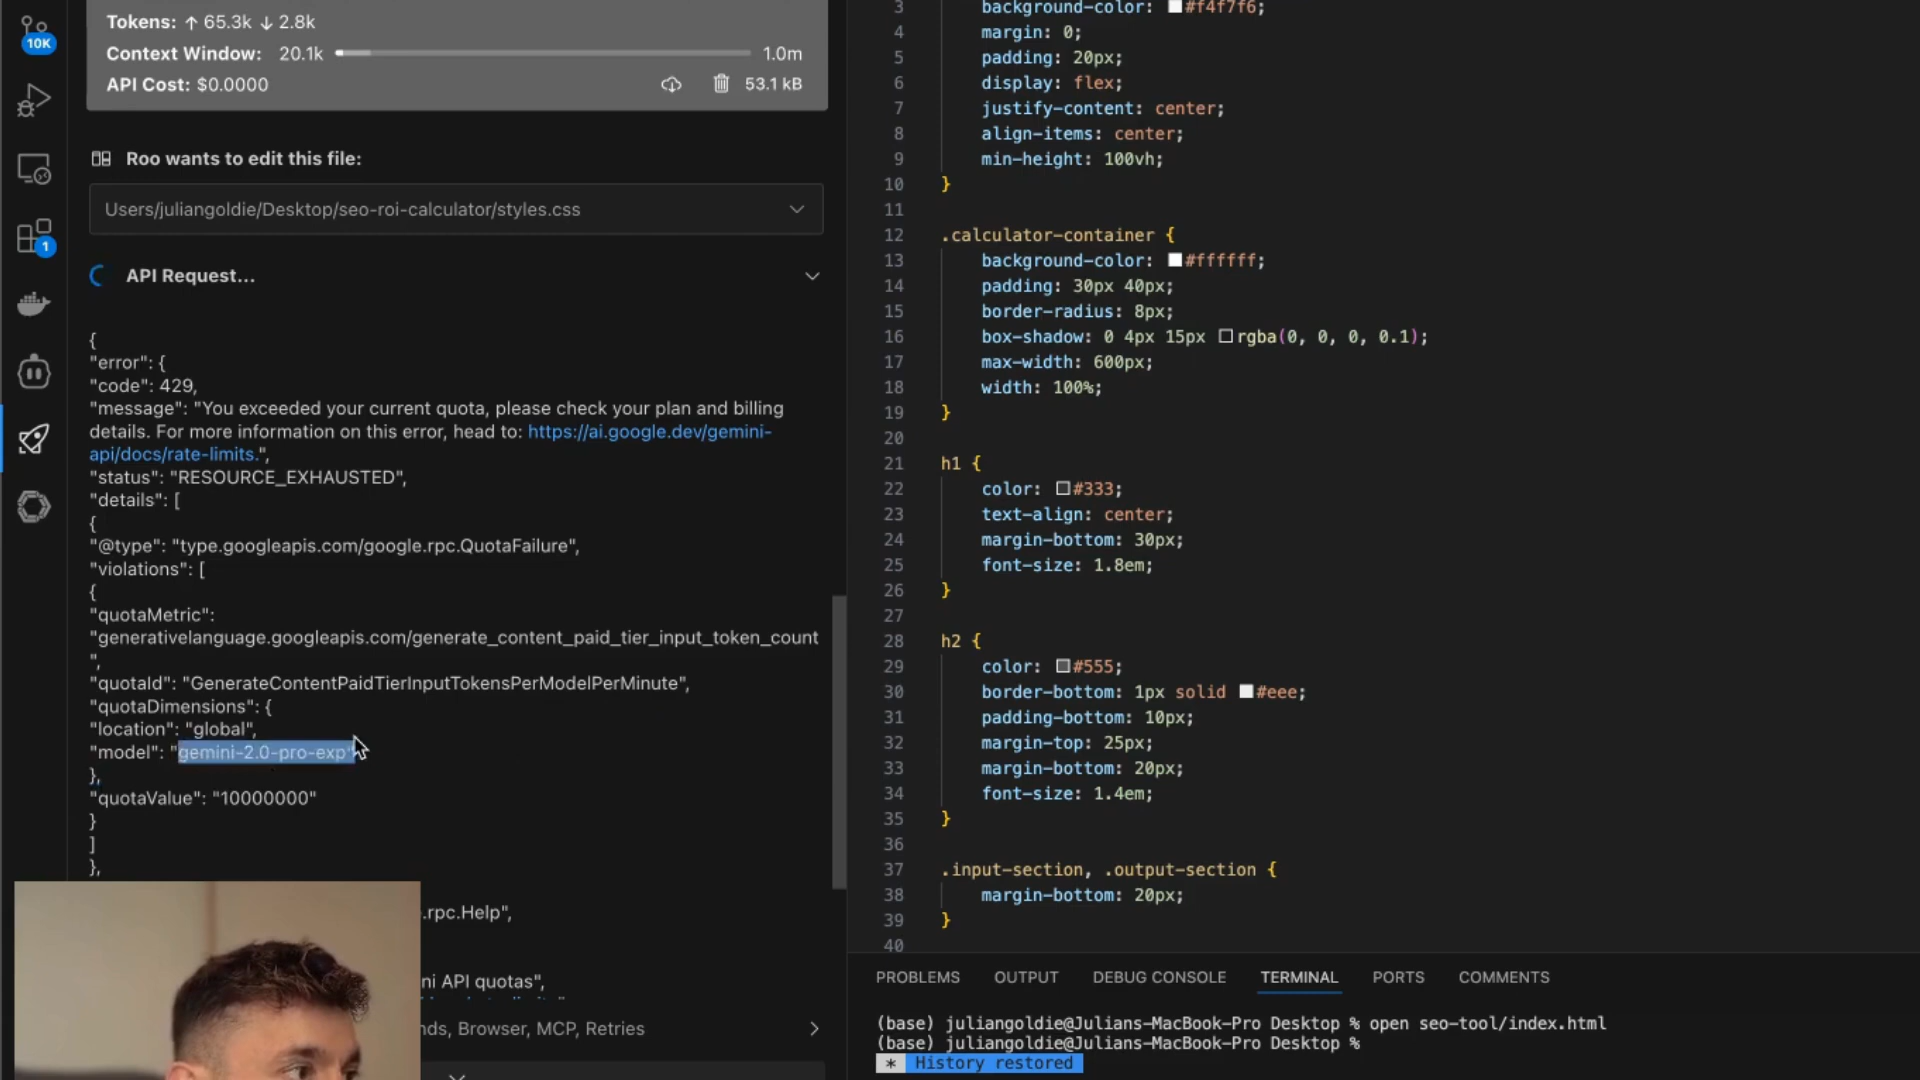 10K
1
Tokens: ↑ 65.3k ↓ 2.8k
Context Window: 20.1k 1.0m
API Cost: $0.0000 53.1 kB
Roo wants to edit this file:
Users/juliangoldie/Desktop/seo-roi-calculator/styles.css
API Request...
{
"error": {
"code": 429,
"message": "You exceeded your current quota, please check your plan and billing
details. For more information on this error, head to: https://ai.google.dev/gemini-
api/docs/rate-limits.",
"status": "RESOURCE_EXHAUSTED",
"details": [
{
"@type": "type.googleapis.com/google.rpc.QuotaFailure",
"violations": [
{
"quotaMetric":
"generativelanguage.googleapis.com/generate_content_paid_tier_input_token_count
",
"quotaId": "GenerateContentPaidTierInputTokensPerModelPerMinute",
"quotaDimensions": {
"location": "global",
"model": "gemini-2.0-pro-exp"
},
"quotaValue": "10000000"
}
]
},
.rpc.Help",
ni API quotas",
nds, Browser, MCP, Retries
3 background-color: #f4f7f6;
4 margin: 0;
5 padding: 20px;
6 display: flex;
7 justify-content: center;
8 align-items: center;
9 min-height: 100vh;
10 }
11
12 .calculator-container {
13 background-color: #ffffff;
14 padding: 30px 40px;
15 border-radius: 8px;
16 box-shadow: 0 4px 15px rgba(0, 0, 0, 0.1);
17 max-width: 600px;
18 width: 100%;
19 }
20
21 h1 {
22 color: #333;
23 text-align: center;
24 margin-bottom: 30px;
25 font-size: 1.8em;
26 }
27
28 h2 {
29 color: #555;
30 border-bottom: 1px solid #eee;
31 padding-bottom: 10px;
32 margin-top: 25px;
33 margin-bottom: 20px;
34 font-size: 1.4em;
35 }
36
37 .input-section, .output-section {
38 margin-bottom: 20px;
39 }
40
PROBLEMS OUTPUT DEBUG CONSOLE TERMINAL PORTS COMMENTS
(base) juliangoldie@Julians-MacBook-Pro Desktop % open seo-tool/index.html
(base) juliangoldie@Julians-MacBook-Pro Desktop %
* History restored